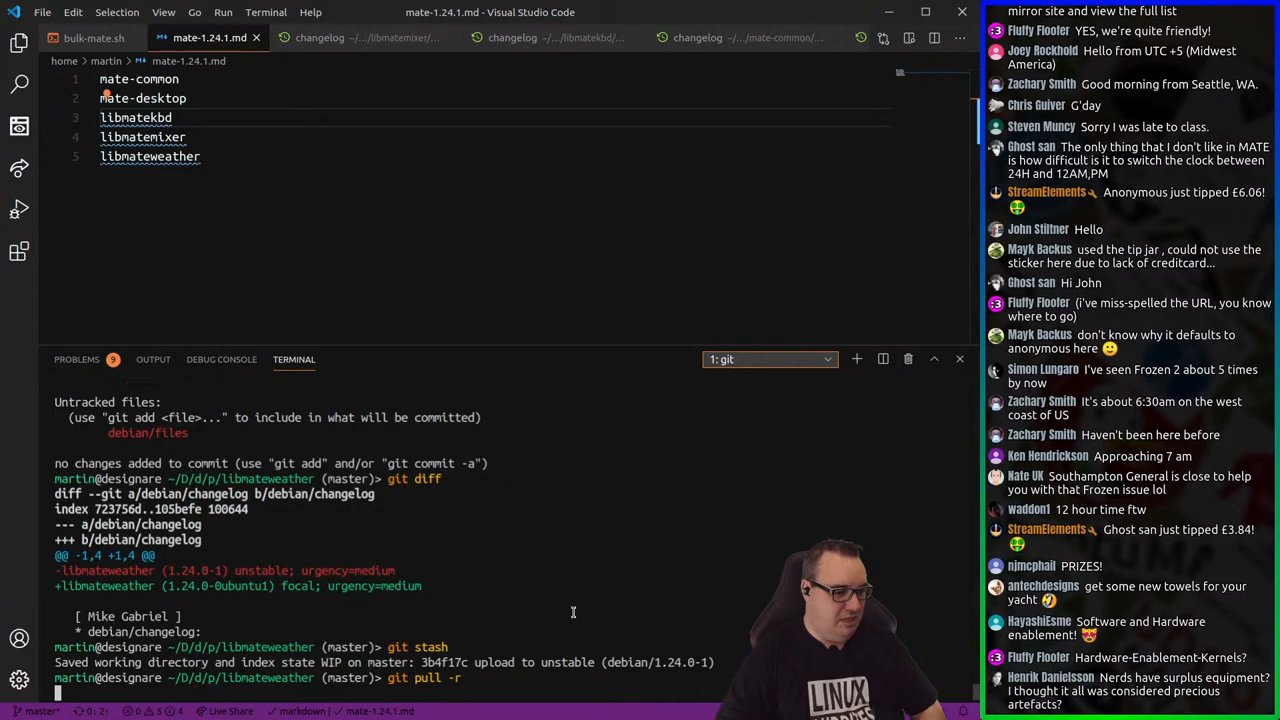 File Edit Selection View Go Run Terminal Help mate-1.24.1.md - Visual Studio Code
bulk-mate.sh mate-1.24.1.md changelog ~/.../libmatemixer/... changelog ~/.../libmatekbd/... changelog ~/.../mate-common/...
home > martin > mate-1.24.1.md
1 mate-common
2 mate-desktop
3 libmatekbd
4 libmatemixer
5 libmateweather
PROBLEMS 9 OUTPUT DEBUG CONSOLE TERMINAL 1: git
Untracked files:
(use "git add <file>..." to include in what will be committed)
debian/files
no changes added to commit (use "git add" and/or "git commit -a")
martin@designare ~/D/d/p/libmateweather (master)> git diff
diff --git a/debian/changelog b/debian/changelog
index 723756d..105befe 100644
--- a/debian/changelog
+++ b/debian/changelog
@@ -1,4 +1,4 @@
-libmateweather (1.24.0-1) unstable; urgency=medium
+libmateweather (1.24.0-0ubuntu1) focal; urgency=medium
[ Mike Gabriel ]
* debian/changelog:
martin@designare ~/D/d/p/libmateweather (master)> git stash
Saved working directory and index state WIP on master: 3b4f17c upload to unstable (debian/1.24.0-1)
martin@designare ~/D/d/p/libmateweather (master)> git pull -r
master* 0↓ 2↑ 0 5 4 Live Share markdown | mate-1.24.1.md
LINUX
mirror site and view the full list
Fluffy Floofer YES, we're quite friendly!
Joey Rockhold Hello from UTC +5 (Midwest
America)
Zachary Smith Good morning from Seattle, WA.
Chris Guiver G'day
Steven Muncy Sorry I was late to class.
Ghost san The only thing that I don't like in MATE
is how difficult is it to switch the clock between
24H and 12AM,PM
StreamElements Anonymous just tipped £6.06!
John Stiltner Hello
Mayk Backus used the tip jar , could not use the
sticker here due to lack of creditcard...
Ghost san Hi John
Fluffy Floofer (i've miss-spelled the URL, you know
where to go)
Mayk Backus don't know why it defaults to
anonymous here
Simon Lungaro I've seen Frozen 2 about 5 times
by now
Zachary Smith It's about 6:30am on the west
coast of US
Zachary Smith Haven't been here before
Ken Hendrickson Approaching 7 am
Nate UK Southampton General is close to help
you with that Frozen issue lol
waddon1 12 hour time ftw
StreamElements Ghost san just tipped £3.84!
njmcphail PRIZES!
antechdesigns get some new towels for your
yacht
HayashiEsme Software and Hardware
enablement!
Fluffy Floofer Hardware-Enablement-Kernels?
Henrik Danielsson Nerds have surplus equipment?
I thought it all was considered precious
artefacts?